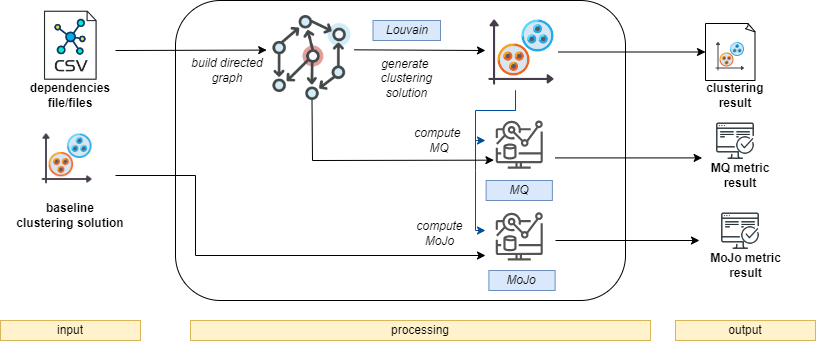 CSV
dependencies
file/files
build directed
graph
Louvain
generate
clustering
solution
clustering
result
compute
MQ
MQ
MQ metric
result
baseline
clustering solution
compute
MoJo
MoJo
MoJo metric
result
input
processing
output